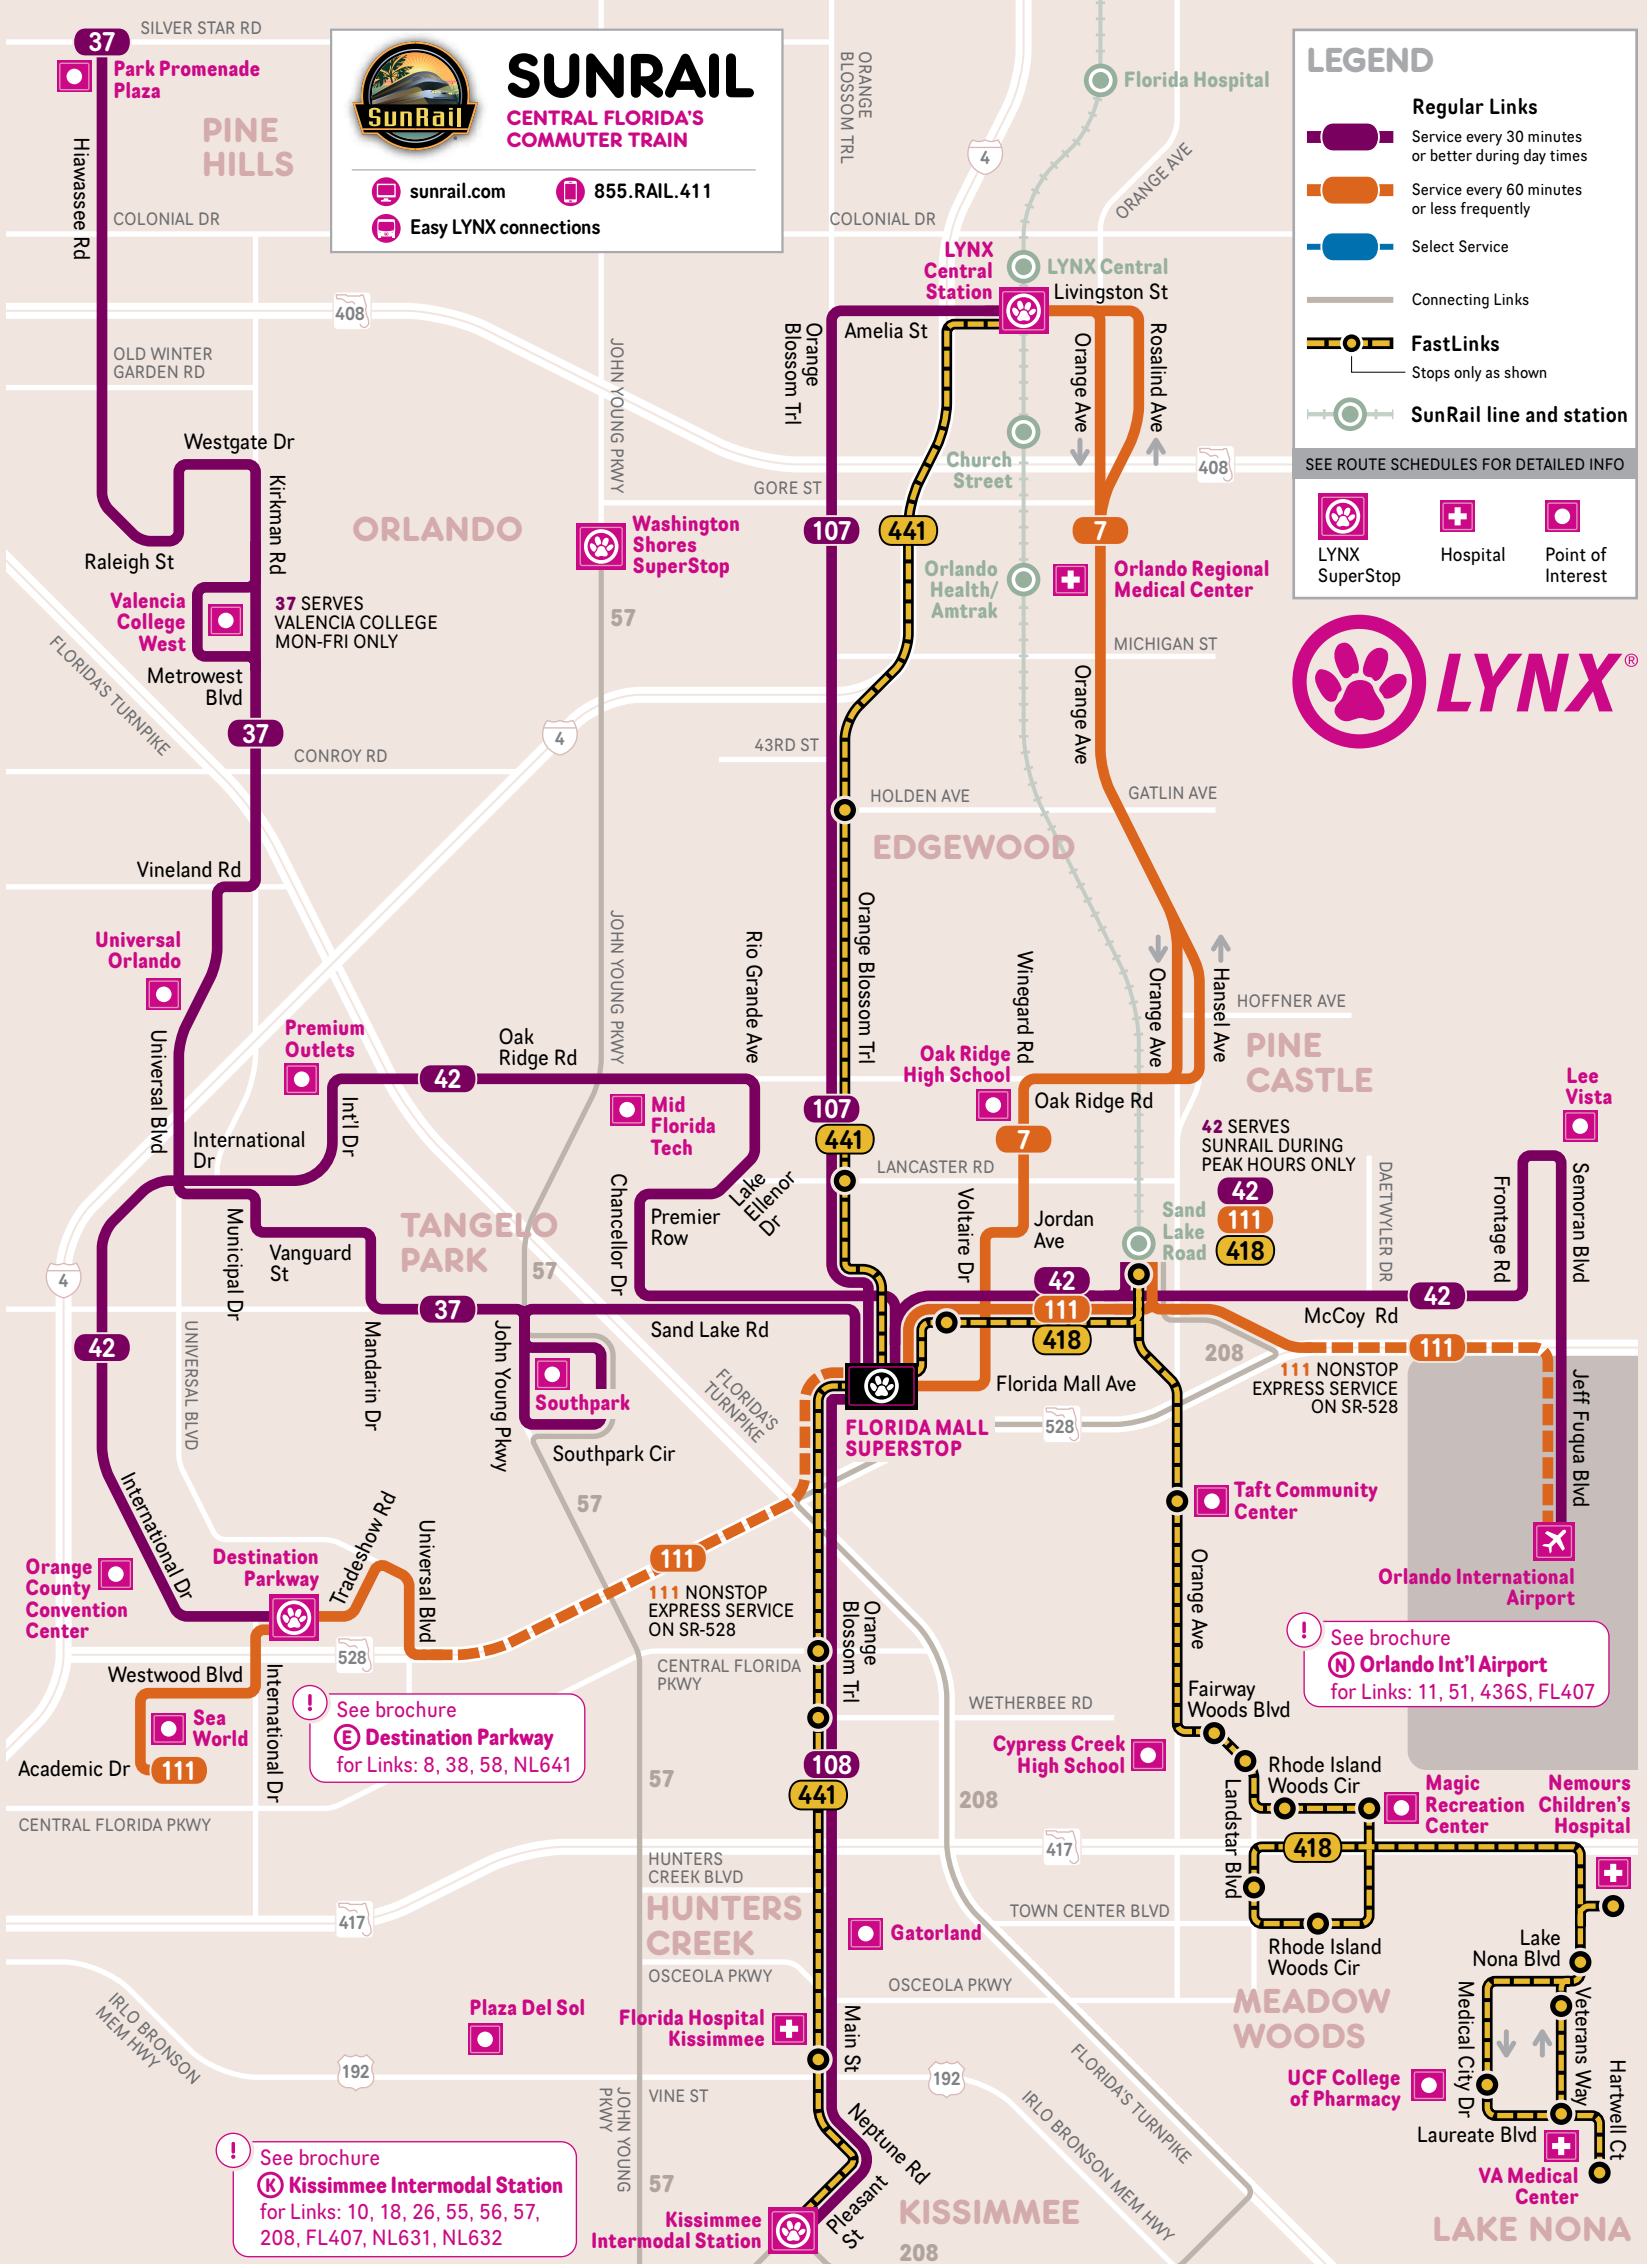 37
SILVER STAR RD
Park Promenade
Plaza
PINE
HILLS
Hiawassee Rd
COLONIAL DR
OLD WINTER
GARDEN RD
SunRail
SUNRAIL
CENTRAL FLORIDA'S
COMMUTER TRAIN
sunrail.com
855.RAIL.411
Easy LYNX connections
ORANGE
BLOSSOM TRL
COLONIAL DR
4
ORANGE AVE
Florida Hospital
LYNX
Central
Station
LYNX Central
Livingston St
Amelia St
Orange
Blossom Trl
Orange Ave
Rosalind Ave
LEGEND
Regular Links
Service every 30 minutes
or better during day times
Service every 60 minutes
or less frequently
Select Service
Connecting Links
FastLinks
Stops only as shown
SunRail line and station
SEE ROUTE SCHEDULES FOR DETAILED INFO
LYNX
SuperStop
Hospital
Point of
Interest
LYNX®
408
JOHN YOUNG PKWY
Westgate Dr
Kirkman Rd
Raleigh St
ORLANDO
GORE ST
Church
Street
408
Washington
Shores
SuperStop
107
441
7
Orlando
Health/
Amtrak
Orlando Regional
Medical Center
57
Valencia
College
West
37 SERVES
VALENCIA COLLEGE
MON-FRI ONLY
Metrowest
Blvd
FLORIDA'S TURNPIKE
MICHIGAN ST
Orange Ave
37
CONROY RD
4
43RD ST
HOLDEN AVE
GATLIN AVE
EDGEWOOD
Vineland Rd
Universal
Orlando
JOHN YOUNG PKWY
Rio Grande Ave
Orange Blossom Trl
Winegard Rd
Orange Ave
Hansel Ave
HOFFNER AVE
PINE
CASTLE
Universal Blvd
Premium
Outlets
Oak
Ridge Rd
42
Int'l Dr
International
Dr
Mid
Florida
Tech
Oak Ridge
High School
Oak Ridge Rd
107
441
7
LANCASTER RD
Lee
Vista
42 SERVES
SUNRAIL DURING
PEAK HOURS ONLY
42
111
418
Sand
Lake
Road
DAETWYLER DR
Frontage Rd
Semoran Blvd
Municipal Dr
Vanguard
St
TANGELO
PARK
57
Chancellor Dr
Premier
Row
Lake
Ellenor
Dr
Voltaire Dr
Jordan
Ave
4
42
37
42
111
418
42
McCoy Rd
Sand Lake Rd
UNIVERSAL BLVD
Mandarin Dr
John Young Pkwy
Southpark
Southpark Cir
FLORIDA'S
TURNPIKE
FLORIDA MALL
SUPERSTOP
Florida Mall Ave
528
208
111
111 NONSTOP
EXPRESS SERVICE
ON SR-528
Jeff Fuqua Blvd
57
Taft Community
Center
Orange Ave
Orlando International
Airport
! See brochure
N Orlando Int'l Airport
for Links: 11, 51, 436S, FL407
International Dr
Orange
County
Convention
Center
Destination
Parkway
Tradeshow Rd
Universal Blvd
111
111 NONSTOP
EXPRESS SERVICE
ON SR-528
528
Westwood Blvd
International Dr
Sea
World
Academic Dr
111
! See brochure
E Destination Parkway
for Links: 8, 38, 58, NL641
CENTRAL FLORIDA PKWY
CENTRAL FLORIDA
PKWY
Orange
Blossom Trl
WETHERBEE RD
Fairway
Woods Blvd
Cypress Creek
High School
57
108
441
208
Rhode Island
Woods Cir
Landstar Blvd
Magic
Recreation
Center
Nemours
Children's
Hospital
417
HUNTERS
CREEK BLVD
417
418
HUNTERS
CREEK
Gatorland
TOWN CENTER BLVD
Rhode Island
Woods Cir
Lake
Nona Blvd
OSCEOLA PKWY
OSCEOLA PKWY
MEADOW
WOODS
IRLO BRONSON
MEM HWY
Plaza Del Sol
Florida Hospital
Kissimmee
Main St
192
192
VINE ST
JOHN YOUNG
PKWY
FLORIDA'S TURNPIKE
IRLO BRONSON MEM HWY
UCF College
of Pharmacy
Medical City Dr
Veterans Way
Hartwell Ct
Laureate Blvd
VA Medical
Center
LAKE NONA
! See brochure
K Kissimmee Intermodal Station
for Links: 10, 18, 26, 55, 56, 57,
208, FL407, NL631, NL632
57
Neptune Rd
Pleasant
St
Kissimmee
Intermodal Station
KISSIMMEE
208